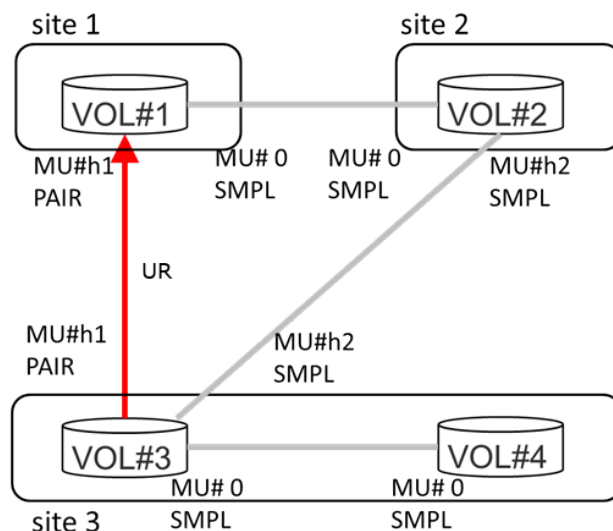 site 1
site 2
VOL#1
VOL#2
MU#h1
PAIR
MU# 0
SMPL
MU# 0
SMPL
MU#h2
SMPL
UR
MU#h1
PAIR
MU#h2
SMPL
VOL#3
VOL#4
MU# 0
SMPL
MU# 0
SMPL
site 3